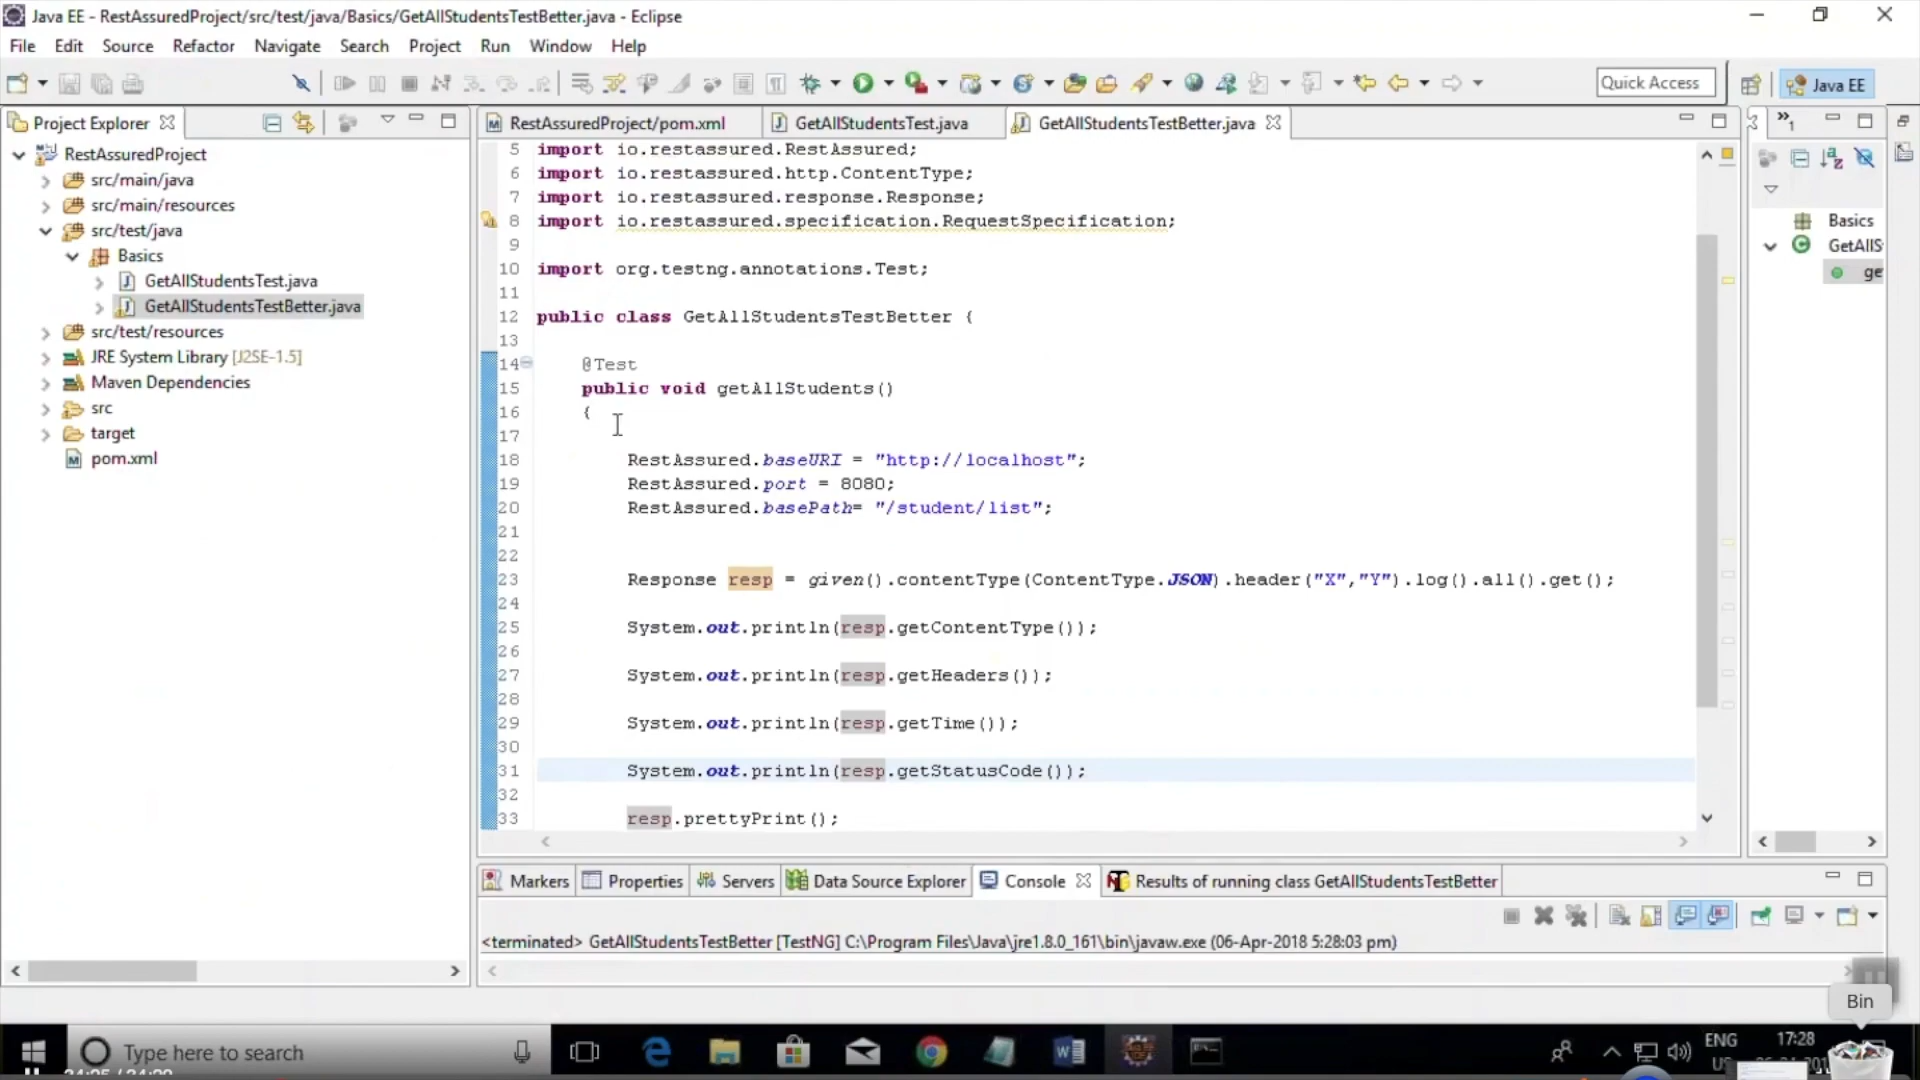 Java EE - RestAssuredProject/src/test/java/Basics/GetAllStudentsTestBetter.java - Eclipse
File Edit Source Refactor Navigate Search Project Run Window Help
Quick Access
Java EE
Project Explorer
RestAssuredProject/pom.xml
GetAllStudentsTest.java
GetAllStudentsTestBetter.java
RestAssuredProject
src/main/java
src/main/resources
src/test/java
Basics
GetAllStudentsTest.java
GetAllStudentsTestBetter.java
src/test/resources
JRE System Library [J2SE-1.5]
Maven Dependencies
src
target
pom.xml
5 import io.restassured.RestAssured;
6 import io.restassured.http.ContentType;
7 import io.restassured.response.Response;
8 import io.restassured.specification.RequestSpecification;
9
10 import org.testng.annotations.Test;
11
12 public class GetAllStudentsTestBetter {
13
14 @Test
15 public void getAllStudents()
16 {
17
18 RestAssured.baseURI = "http://localhost";
19 RestAssured.port = 8080;
20 RestAssured.basePath= "/student/list";
21
22
23 Response resp = given().contentType(ContentType.JSON).header("X","Y").log().all().get();
24
25 System.out.println(resp.getContentType());
26
27 System.out.println(resp.getHeaders());
28
29 System.out.println(resp.getTime());
30
31 System.out.println(resp.getStatusCode());
32
33 resp.prettyPrint();
Basics
GetAllS
ge
Markers
Properties
Servers
Data Source Explorer
Console
Results of running class GetAllStudentsTestBetter
<terminated> GetAllStudentsTestBetter [TestNG] C:\Program Files\Java\jre1.8.0_161\bin\javaw.exe (06-Apr-2018 5:28:03 pm)
Bin
Type here to search
ENG
17:28